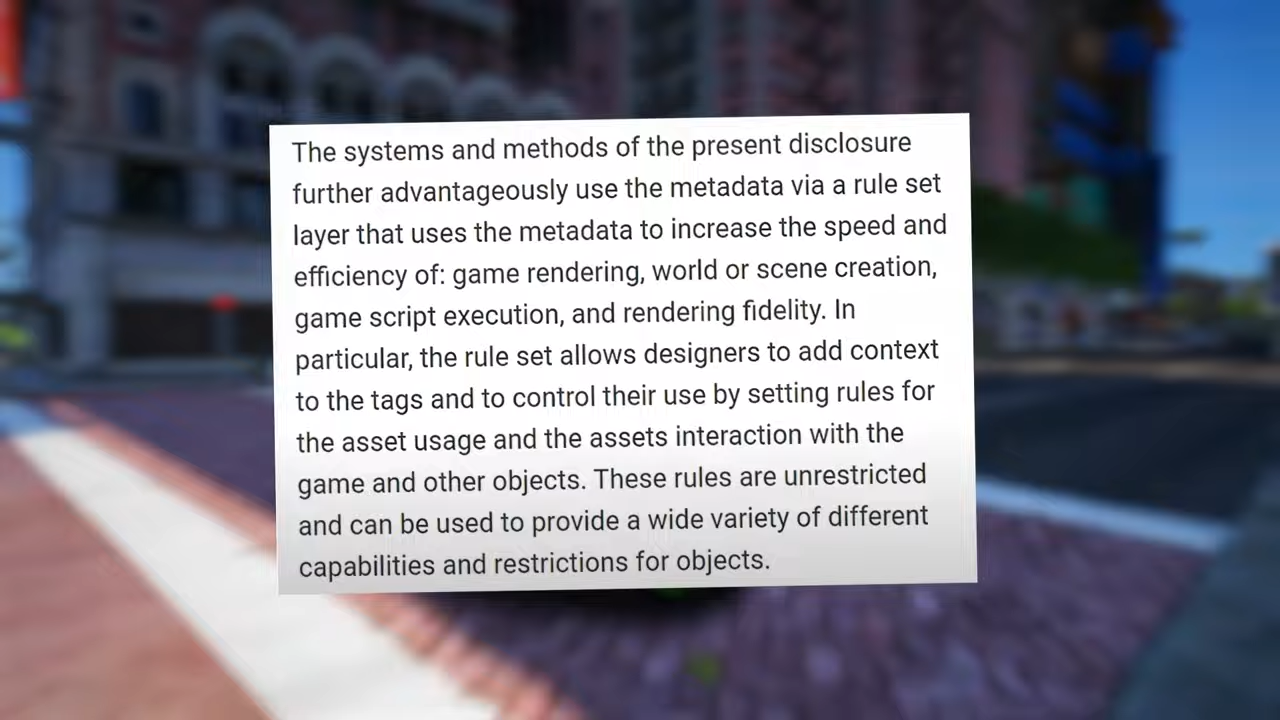 The systems and methods of the present disclosure
further advantageously use the metadata via a rule set
layer that uses the metadata to increase the speed and
efficiency of: game rendering, world or scene creation,
game script execution, and rendering fidelity. In
particular, the rule set allows designers to add context
to the tags and to control their use by setting rules for
the asset usage and the assets interaction with the
game and other objects. These rules are unrestricted
and can be used to provide a wide variety of different
capabilities and restrictions for objects.